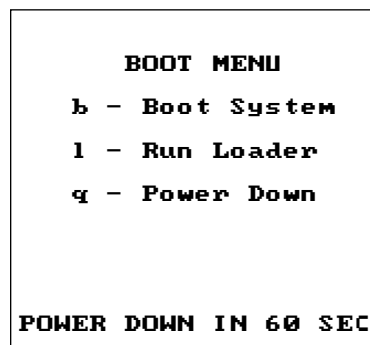 BOOT MENU
b - Boot System
l - Run Loader
q - Power Down
POWER DOWN IN 60 SEC